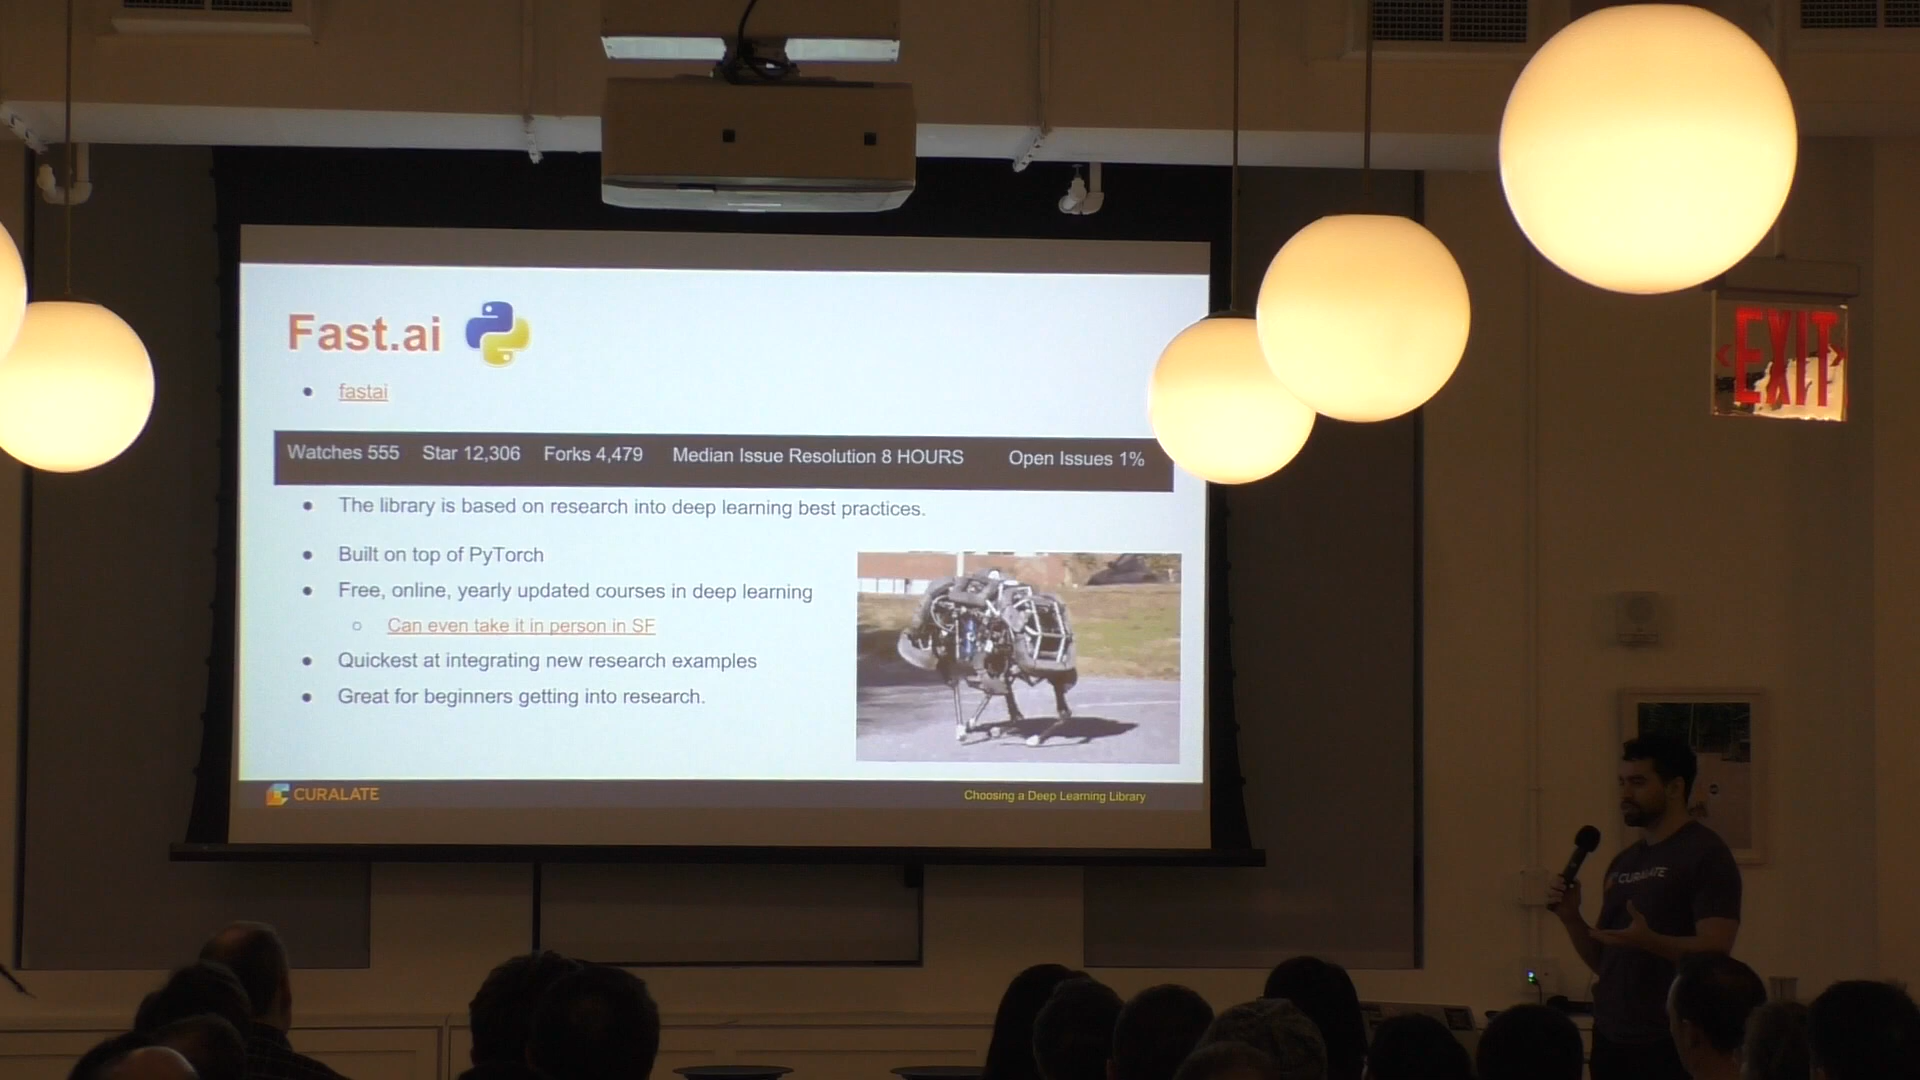 Fast.ai
fastai
Watches 555 Star 12,306 Forks 4,479 Median Issue Resolution 8 HOURS Open Issues 1%
The library is based on research into deep learning best practices.
Built on top of PyTorch
Free, online, yearly updated courses in deep learning
Can even take it in person in SF
Quickest at integrating new research examples
Great for beginners getting into research.
CURALATE
Choosing a Deep Learning Library
EXIT
CURALATE